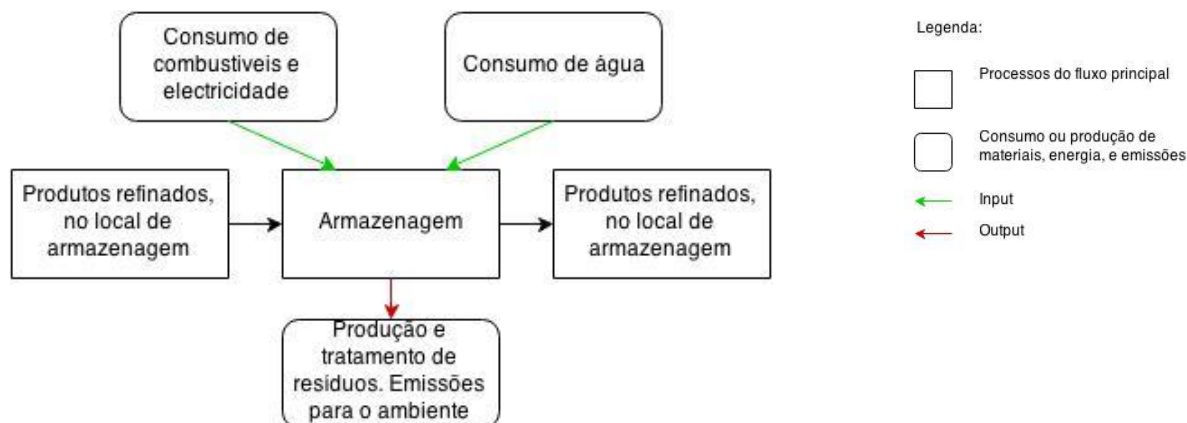 Consumo de
combustiveis e
electricidade
Consumo de água
Produtos refinados,
no local de
armazenagem
Armazenagem
Produtos refinados,
no local de
armazenagem
Produção e
tratamento de
resíduos. Emissões
para o ambiente
Legenda:
Processos do fluxo principal
Consumo ou produção de
materiais, energia, e emissões
Input
Output